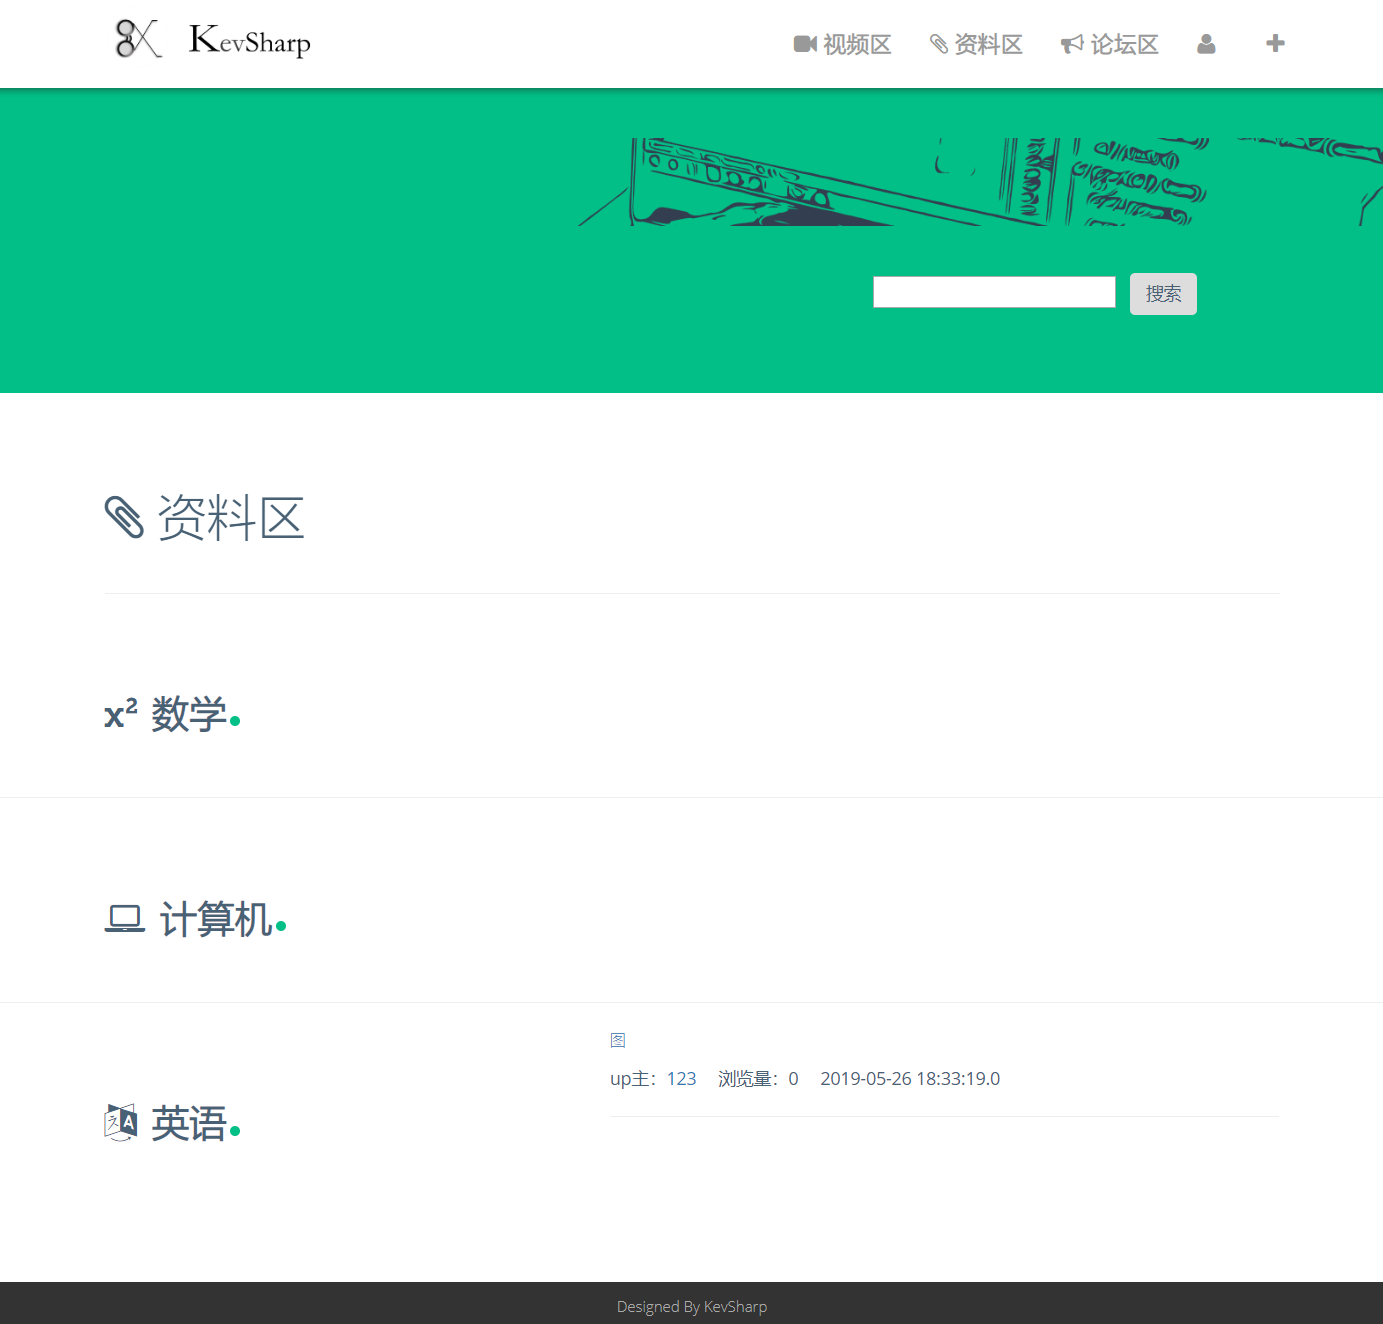 KevSharp
视频区 资料区 论坛区
搜索
资料区
x² 数学
计算机
图
up主：123 浏览量：0 2019-05-26 18:33:19.0
英语
Designed By KevSharp